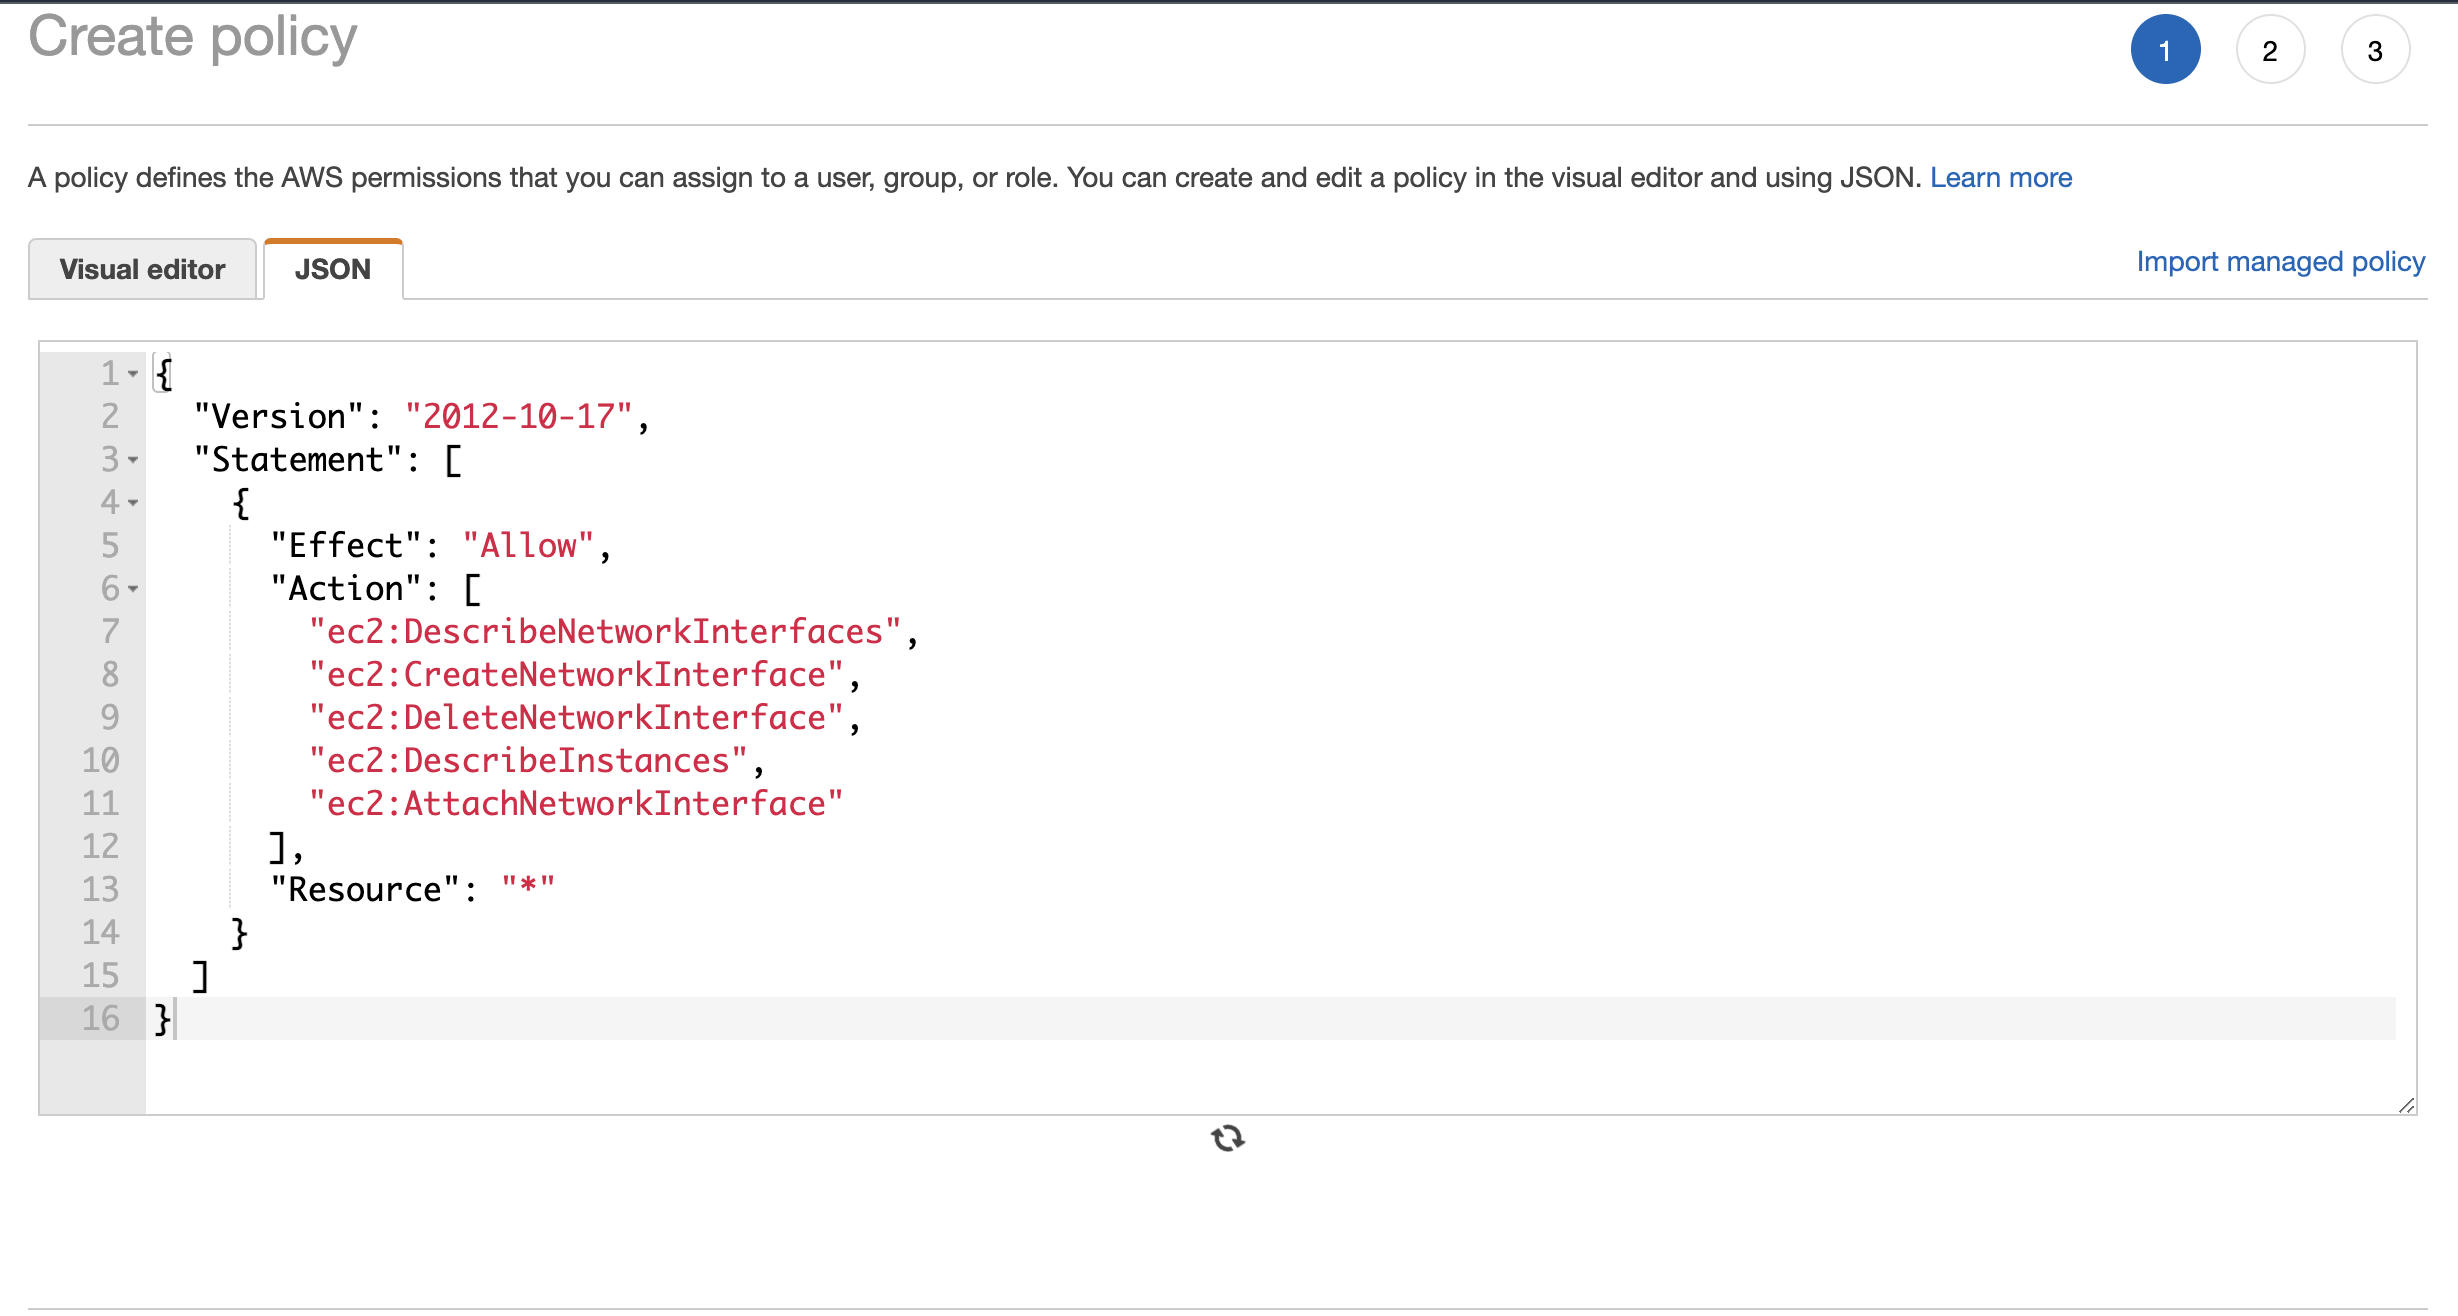 Create policy
1 2 3
A policy defines the AWS permissions that you can assign to a user, group, or role. You can create and edit a policy in the visual editor and using JSON. Learn more
Visual editor JSON Import managed policy
1 {
2 "Version": "2012-10-17",
3 "Statement": [
4 {
5 "Effect": "Allow",
6 "Action": [
7 "ec2:DescribeNetworkInterfaces",
8 "ec2:CreateNetworkInterface",
9 "ec2:DeleteNetworkInterface",
10 "ec2:DescribeInstances",
11 "ec2:AttachNetworkInterface"
12 ],
13 "Resource": "*"
14 }
15 ]
16 }